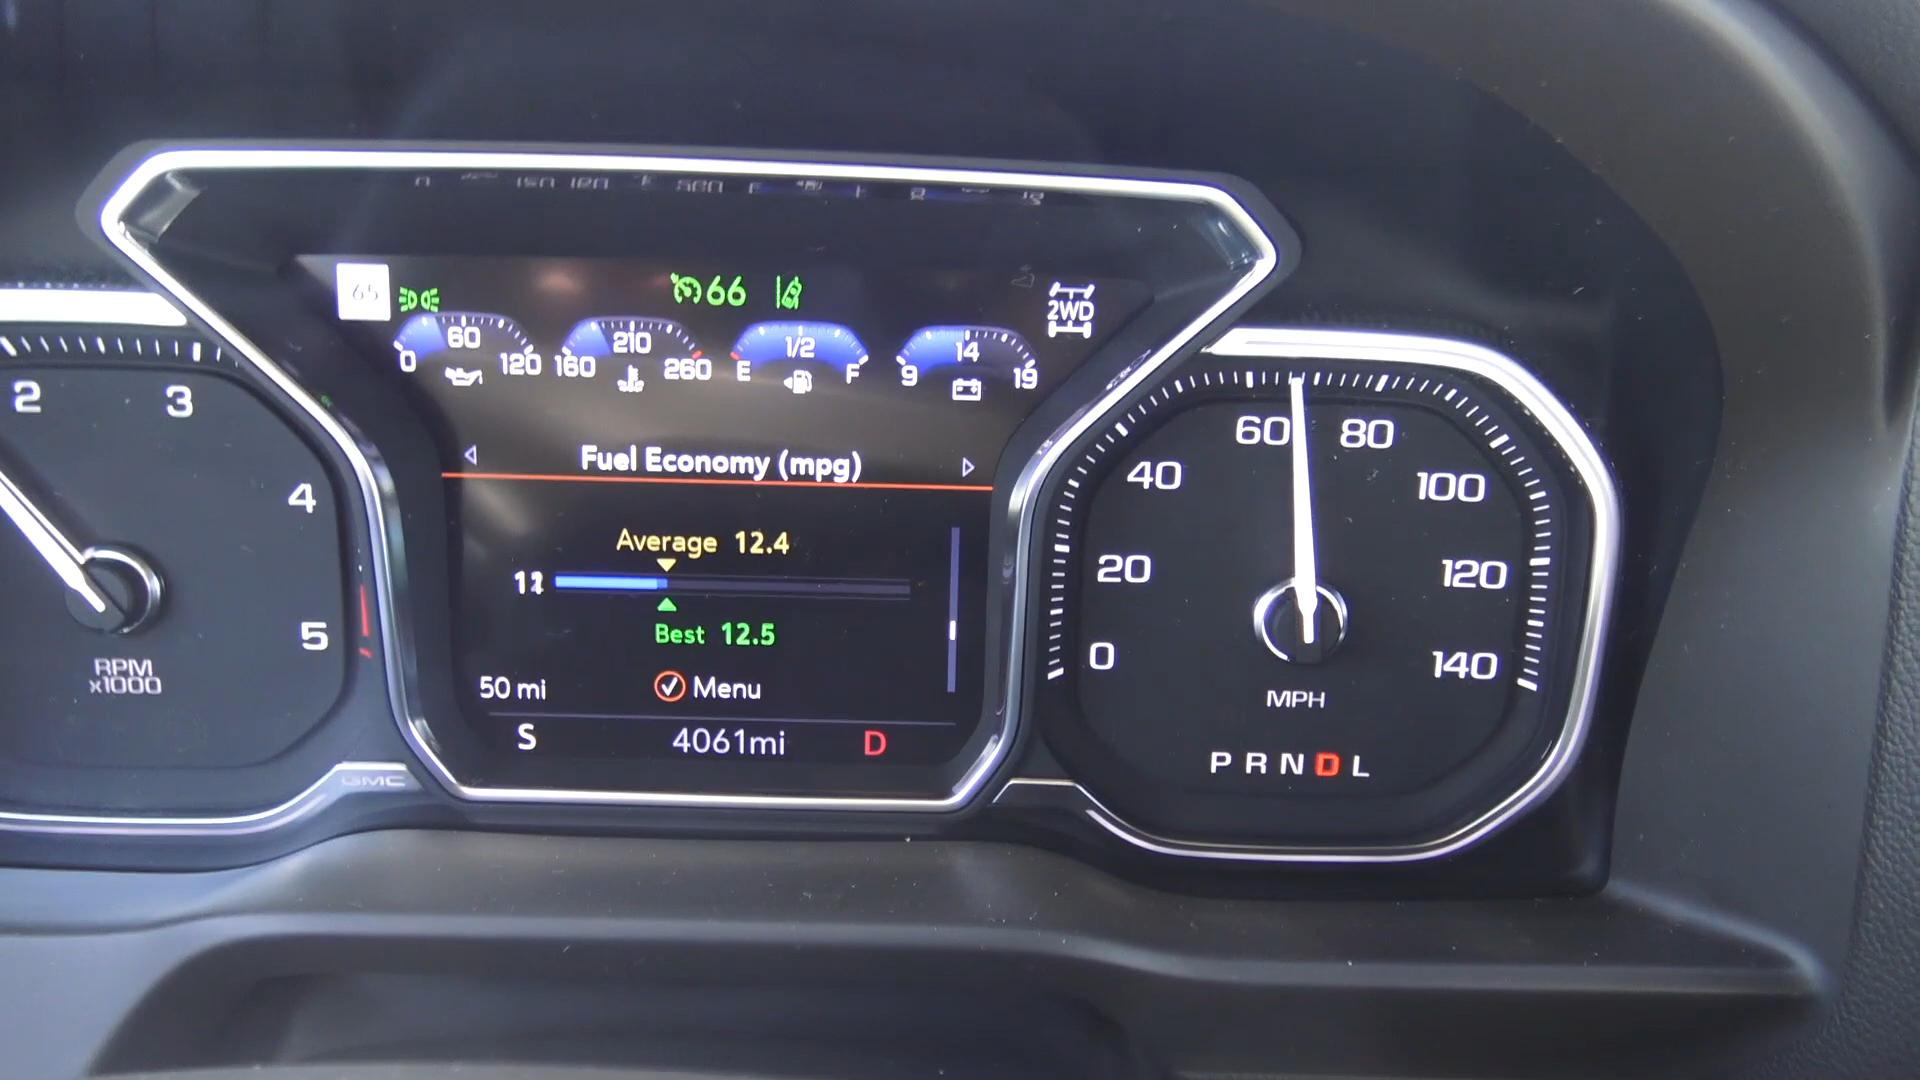 65
66
2WD
0 60 120
160 210 260
E 1/2 F
9 14 19
Fuel Economy (mpg)
Average 12.4
Best 12.5
50 mi
Menu
S 4061mi D
2 3 4 5
RPM
x1000
GMC
0 20 40 60 80 100 120 140
MPH
P R N D L